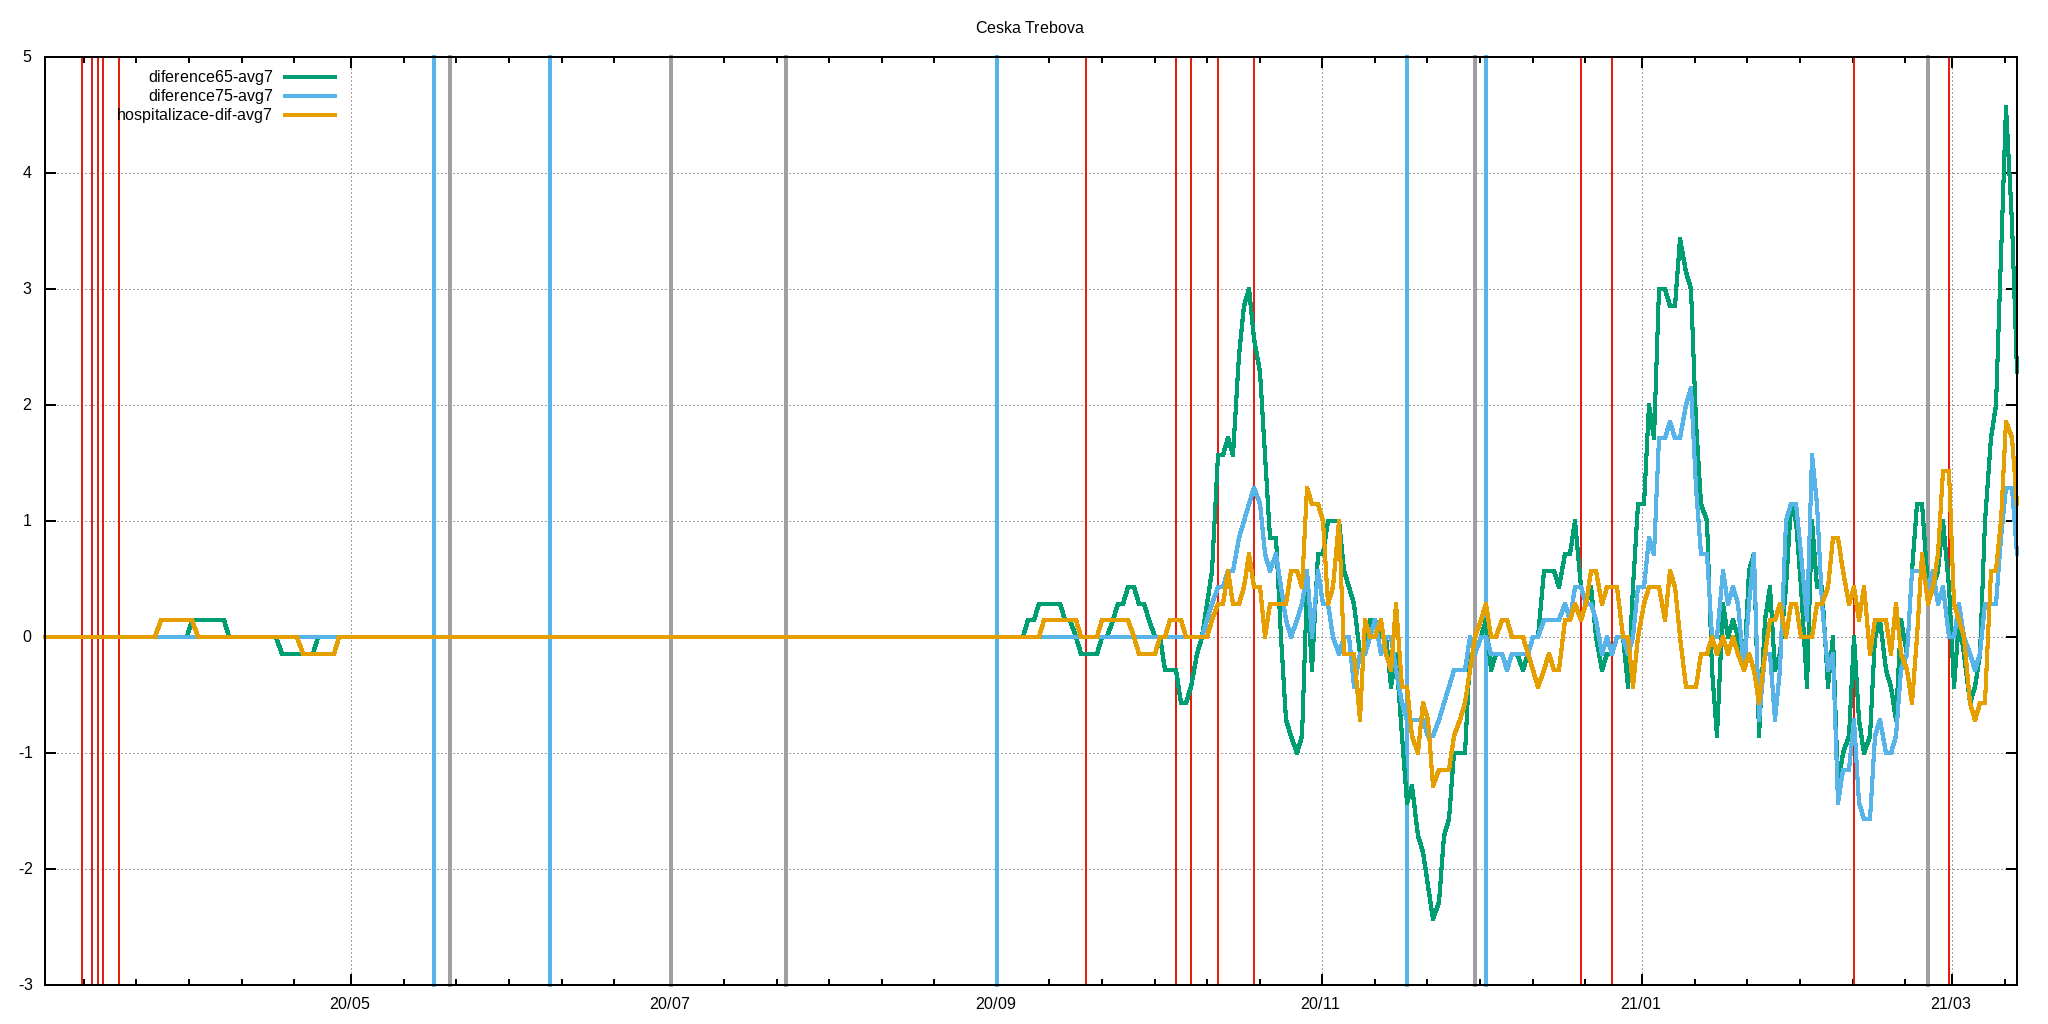 Ceska Trebova
5
diference65-avg7
diference75-avg7
hospitalizace-dif-avg7
4
3
2
1
0
-1
-2
-3
20/05 20/07 20/09 20/11 21/01 21/03